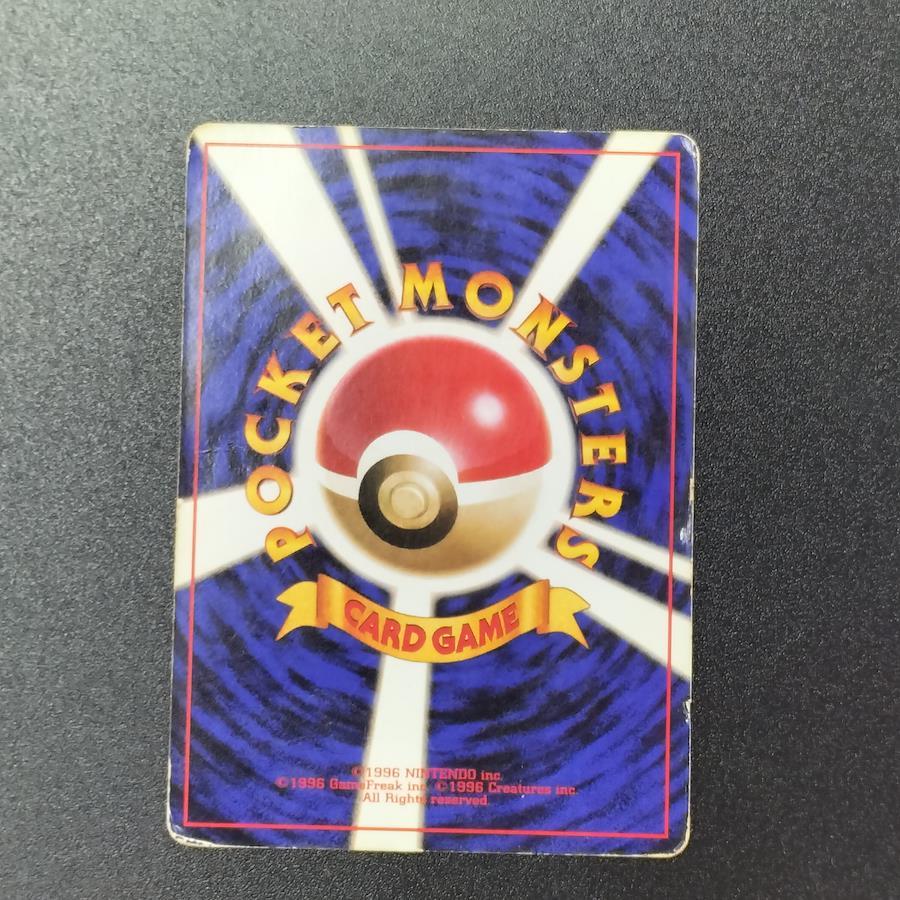 POCKET MONSTERS
CARD GAME
©1996 NINTENDO inc.
©1996 GameFreak inc. ©1996 Creatures inc.
All Rights reserved.